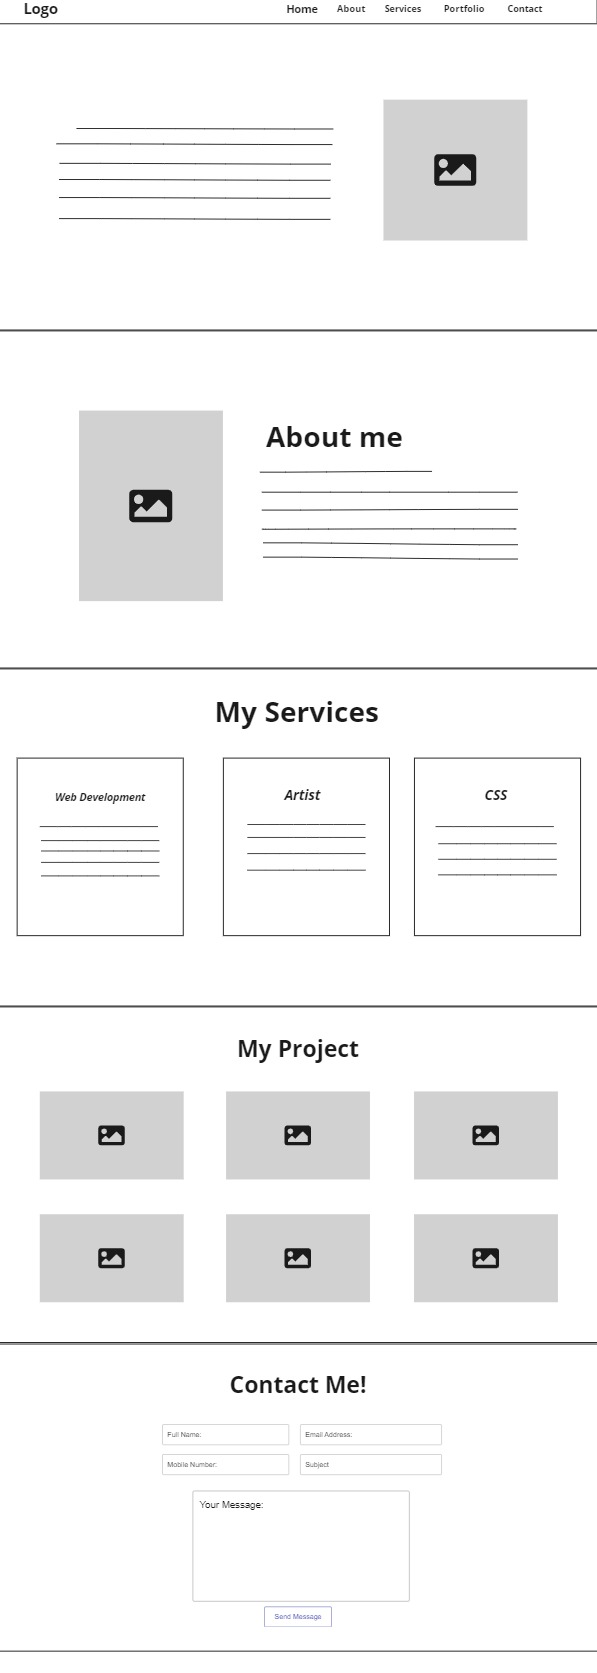 Logo Home About Services Portfolio Contact
About me
My Services
Web Development Artist CSS
My Project
Contact Me!
Full Name: Email Address:
Mobile Number: Subject
Your Message:
Send Message